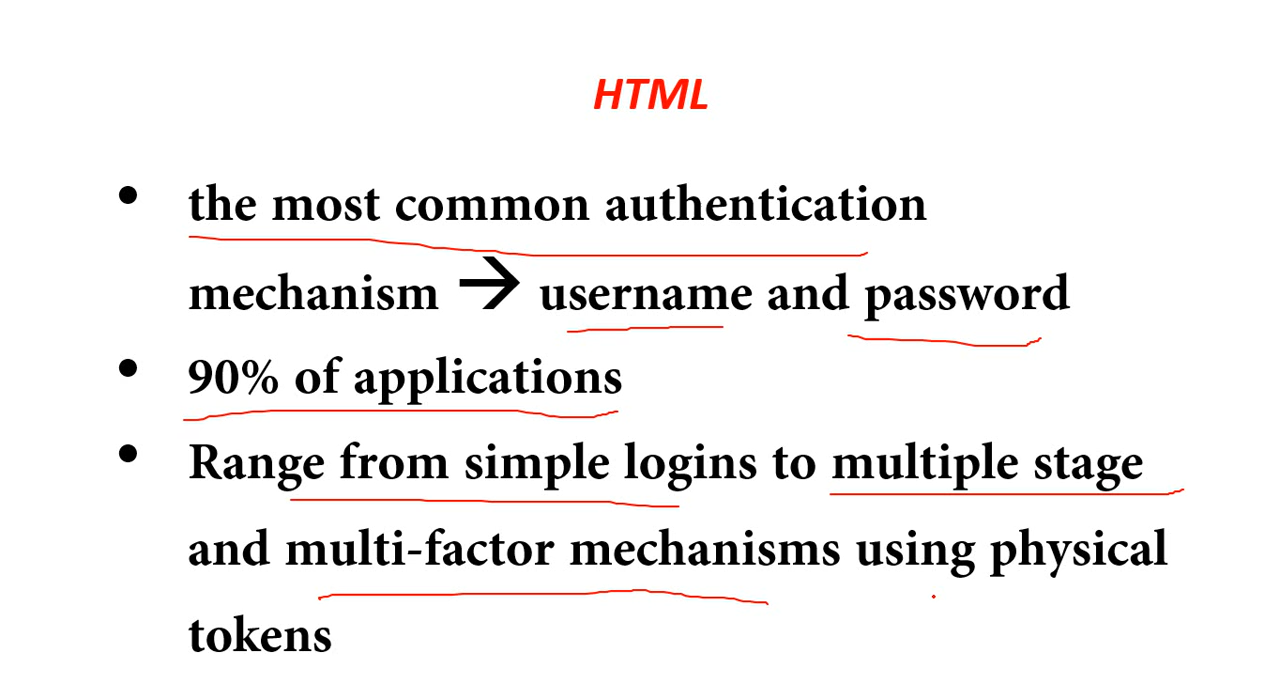 HTML
• the most common authentication
mechanism → username and password
• 90% of applications
• Range from simple logins to multiple stage
and multi-factor mechanisms using physical
tokens